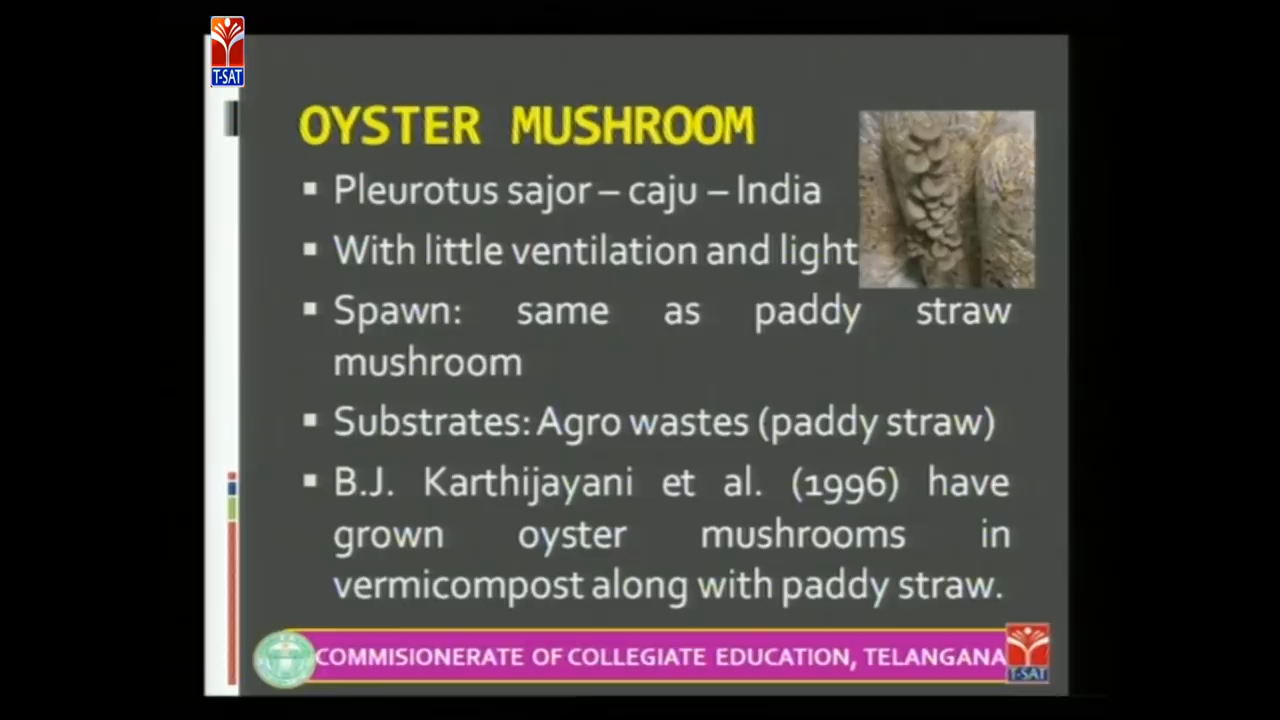 T-SAT
OYSTER MUSHROOM
Pleurotus sajor – caju – India
With little ventilation and light
Spawn: same as paddy straw
mushroom
Substrates: Agro wastes (paddy straw)
B.J. Karthijayani et al. (1996) have
grown oyster mushrooms in
vermicompost along with paddy straw.
COMMISIONERATE OF COLLEGIATE EDUCATION, TELANGANA
T-SAT